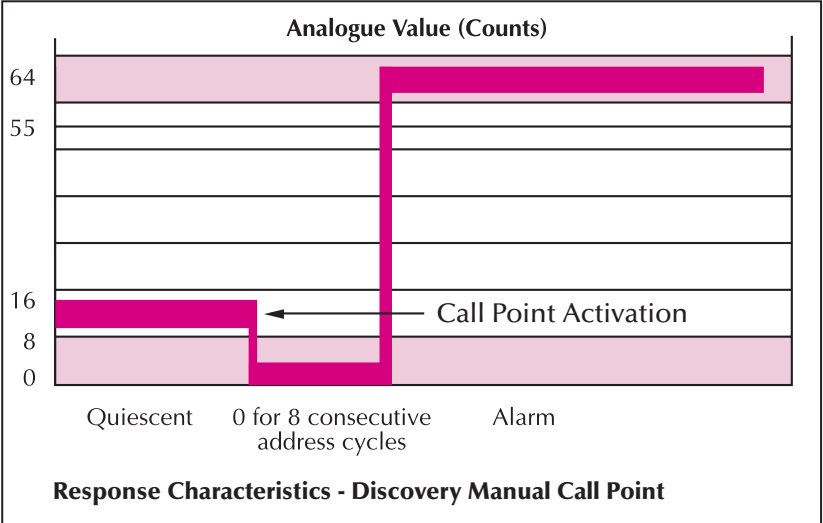 Analogue Value (Counts)
64
55
16
Call Point Activation
8
0
Quiescent
0 for 8 consecutive
address cycles
Alarm
Response Characteristics - Discovery Manual Call Point